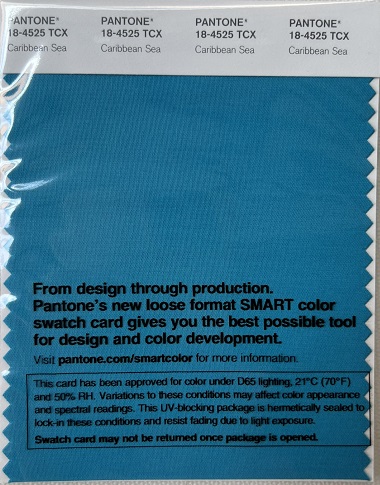 PANTONE® PANTONE® PANTONE® PANTONE®
18-4525 TCX 18-4525 TCX 18-4525 TCX 18-4525 TCX
Caribbean Sea Caribbean Sea Caribbean Sea Caribbean Sea
From design through production.
Pantone's new loose format SMART color
swatch card gives you the best possible tool
for design and color development.
Visit pantone.com/smartcolor for more information.
This card has been approved for color under D65 lighting, 21°C (70°F)
and 50% RH. Variations to these conditions may affect color appearance
and spectral readings. This UV-blocking package is hermetically sealed to
lock-in these conditions and resist fading due to light exposure.
Swatch card may not be returned once package is opened.